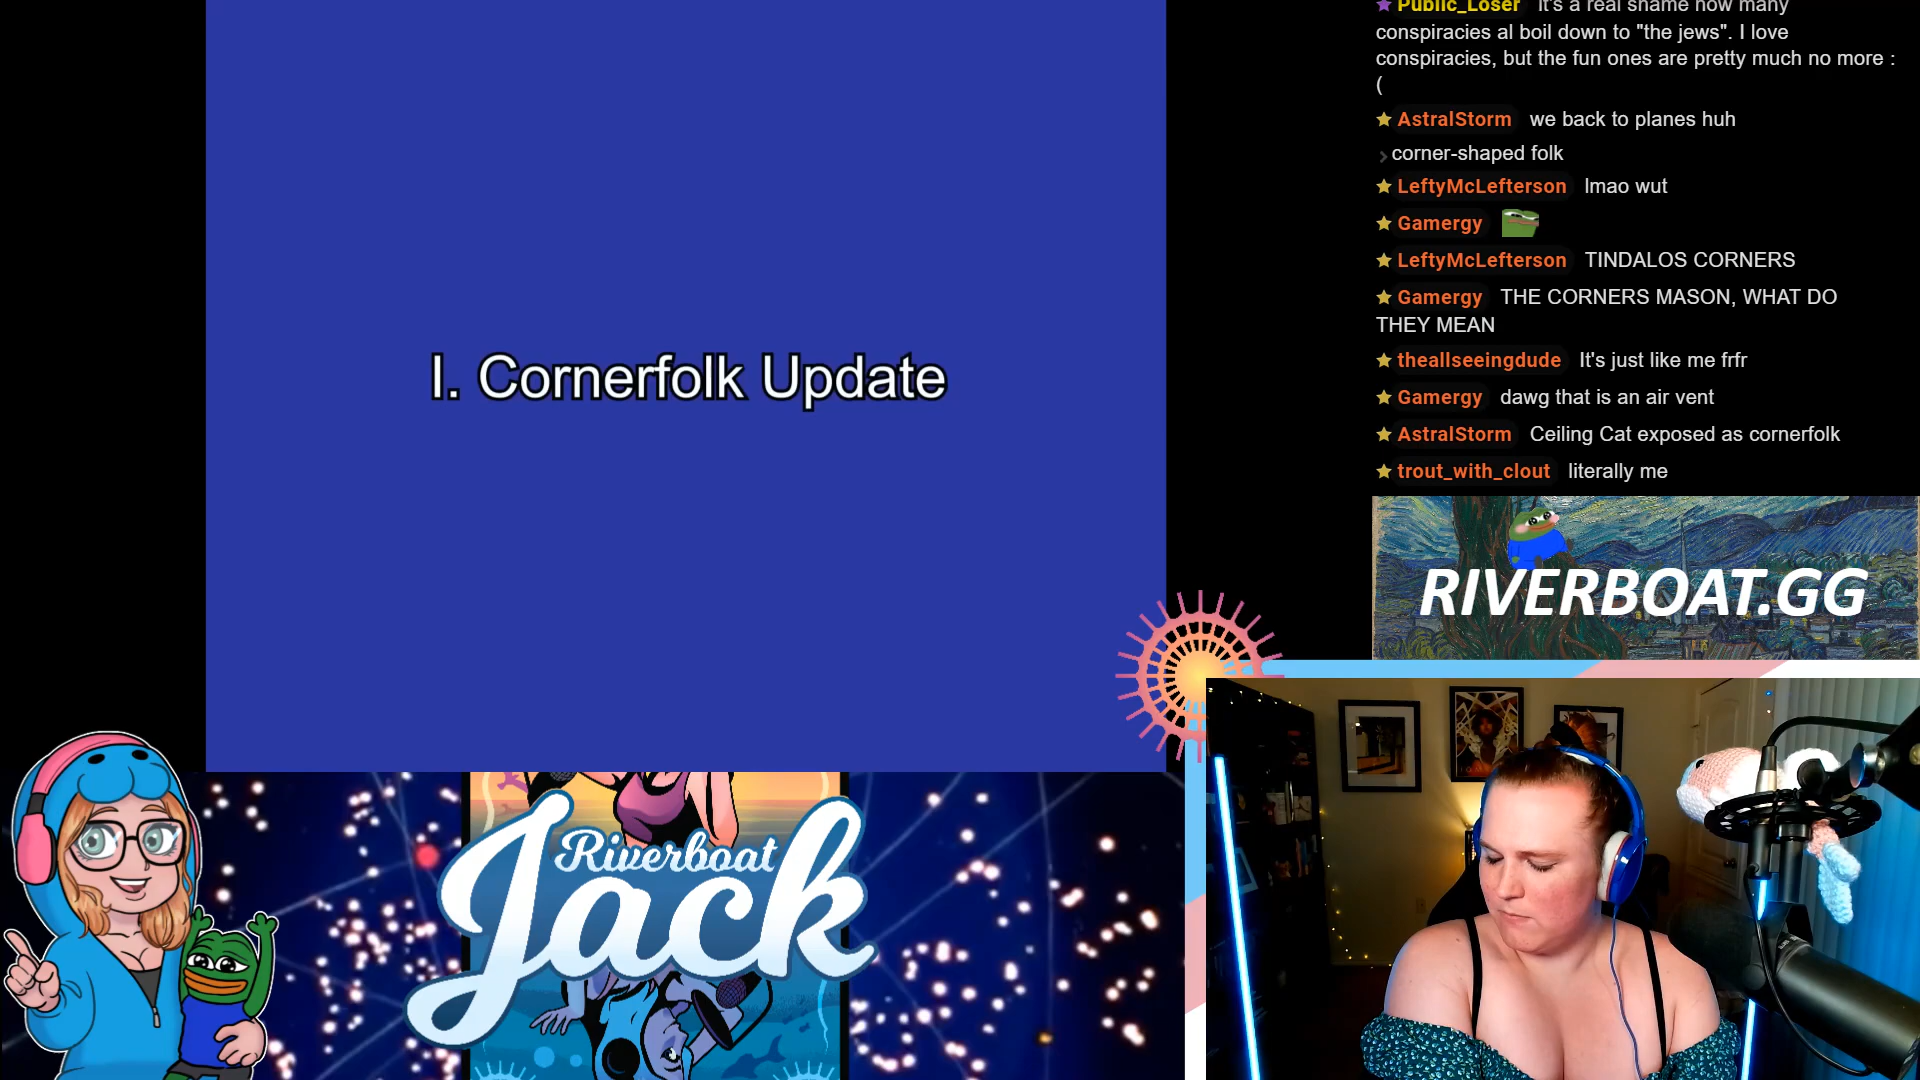 I. Cornerfolk Update
Public_Loser It's a real shame how many
conspiracies al boil down to "the jews". I love
conspiracies, but the fun ones are pretty much no more :
(
AstralStorm we back to planes huh
corner-shaped folk
LeftyMcLefterson lmao wut
Gamergy
LeftyMcLefterson TINDALOS CORNERS
Gamergy THE CORNERS MASON, WHAT DO
THEY MEAN
theallseeingdude It's just like me frfr
Gamergy dawg that is an air vent
AstralStorm Ceiling Cat exposed as cornerfolk
trout_with_clout literally me
RIVERBOAT.GG
Riverboat
Jack